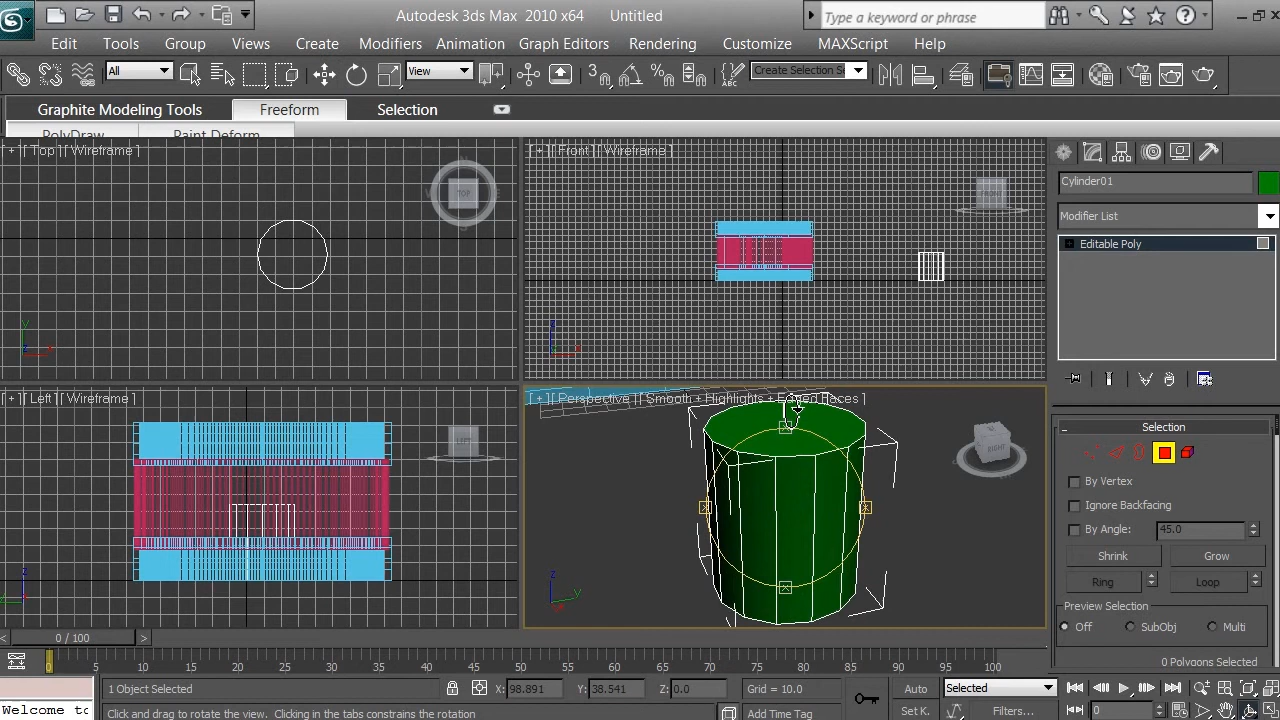 Autodesk 3ds Max 2010 x64 Untitled
Type a keyword or phrase
Edit Tools Group Views Create Modifiers Animation Graph Editors Rendering Customize MAXScript Help
All View Create Selection Se
Graphite Modeling Tools Freeform Selection
PolyDraw Paint Deform
[ + ][ Top ][ Wireframe ]
TOP
[ + ][ Front ][ Wireframe ]
FRONT
Cylinder01
Modifier List
Editable Poly
[ + ][ Left ][ Wireframe ]
LEFT
[ + ][ Perspective ][ Smooth + Highlights + Edged Faces ]
RIGHT
Selection
By Vertex
Ignore Backfacing
By Angle: 45.0
Shrink Grow
Ring Loop
Preview Selection
Off SubObj Multi
0 Polygons Selected
< 0 / 100 >
0 5 10 15 20 25 30 35 40 45 50 55 60 65 70 75 80 85 90 95 100
1 Object Selected X: 98.891 Y: 38.541 Z: 0.0 Grid = 10.0 Auto Selected
Welcome to Click and drag to rotate the view. Clicking in the tabs constrains the rotation Add Time Tag Set K. Filters... 0